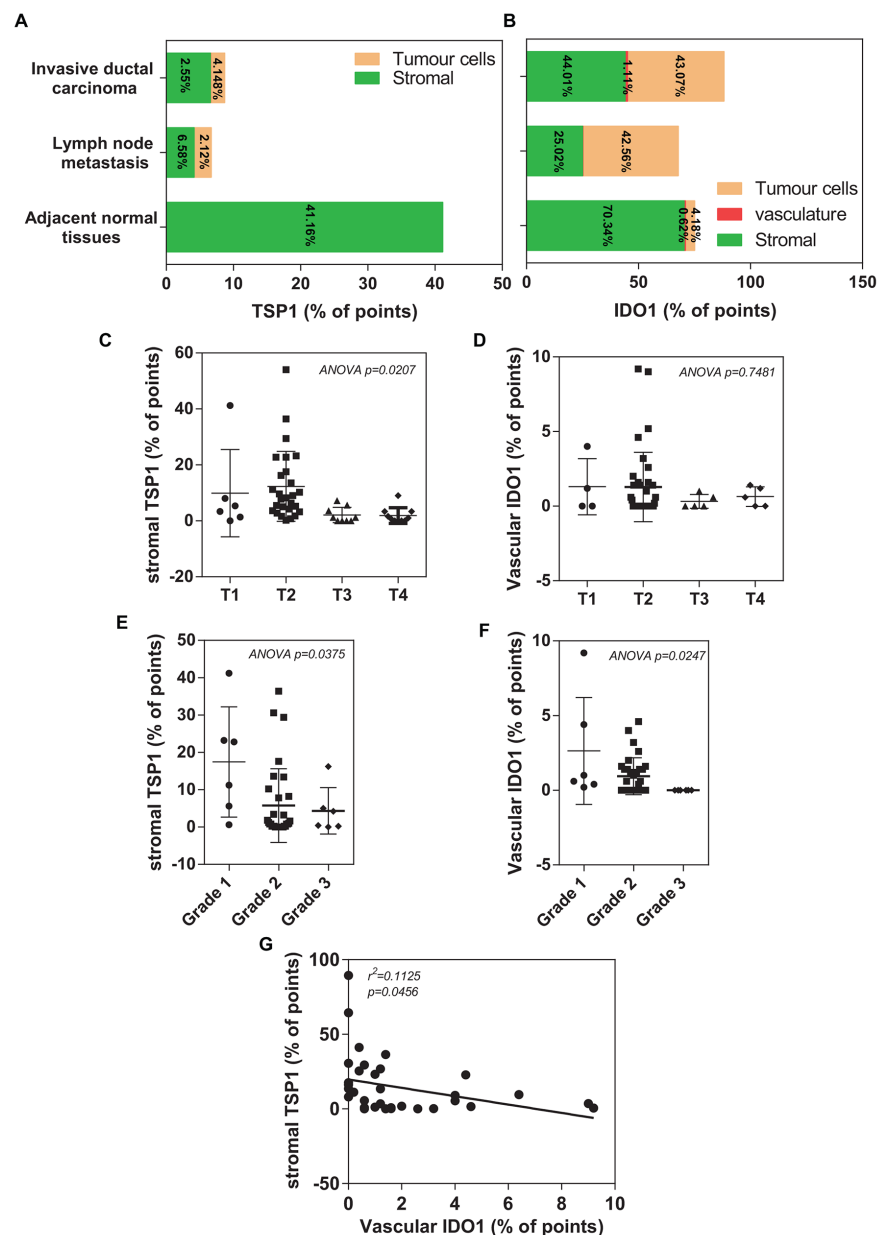 A
Invasive ductal
carcinoma
Lymph node
metastasis
Adjacent normal
tissues
2.55%
4.148%
6.58%
2.12%
41.16%
Tumour cells
Stromal
0 10 20 30 40 50
TSP1 (% of points)
B
44.01%
1.11%
43.07%
25.02%
42.56%
70.34%
0.62%
4.18%
Tumour cells
vasculature
Stromal
0 50 100 150
IDO1 (% of points)
C
stromal TSP1 (% of points)
60
40
20
0
-20
ANOVA p=0.0207
T1 T2 T3 T4
D
Vascular IDO1 (% of points)
10
5
0
-5
ANOVA p=0.7481
T1 T2 T3 T4
E
stromal TSP1 (% of points)
50
40
30
20
10
0
-10
ANOVA p=0.0375
Grade 1 Grade 2 Grade 3
F
Vascular IDO1 (% of points)
10
5
0
-5
ANOVA p=0.0247
Grade 1 Grade 2 Grade 3
G
stromal TSP1 (% of points)
100
50
0
-50
r²=0.1125
p=0.0456
0 2 4 6 8 10
Vascular IDO1 (% of points)